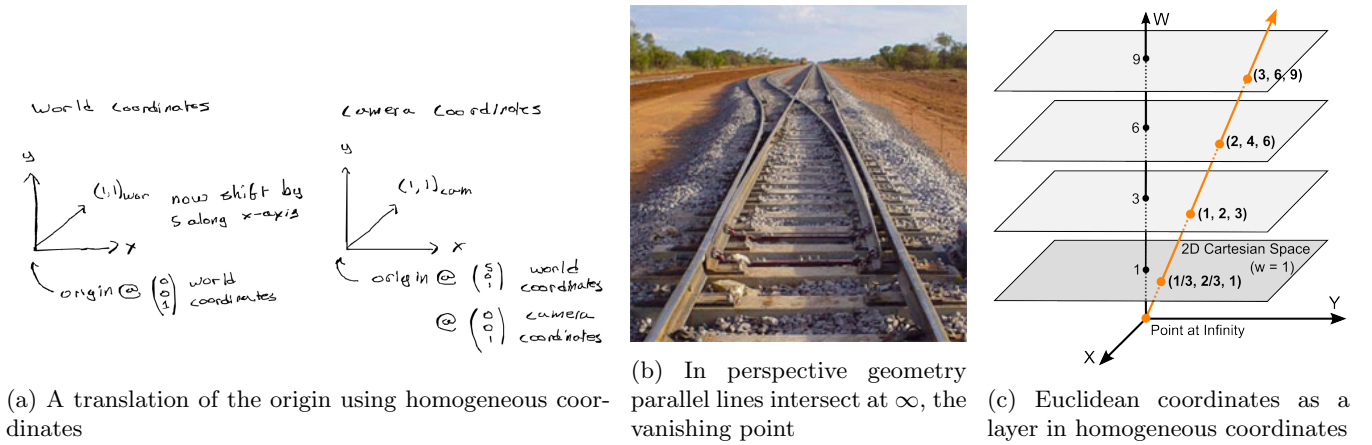 World Coordinates
y
(1,1)wor
now shift by
5 along x-axis
x
origin @ (0 0 1) world
coordinates
Camera Coordinates
y
(1,1)cam
x
origin @ (5 0 1) world
coordinates
@ (0 0 1) camera
coordinates
(a) A translation of the origin using homogeneous coor-
dinates
(b) In perspective geometry
parallel lines intersect at ∞, the
vanishing point
W
9
(3, 6, 9)
6
(2, 4, 6)
3
(1, 2, 3)
2D Cartesian Space
(w = 1)
1
(1/3, 2/3, 1)
Y
Point at Infinity
X
(c) Euclidean coordinates as a
layer in homogeneous coordinates